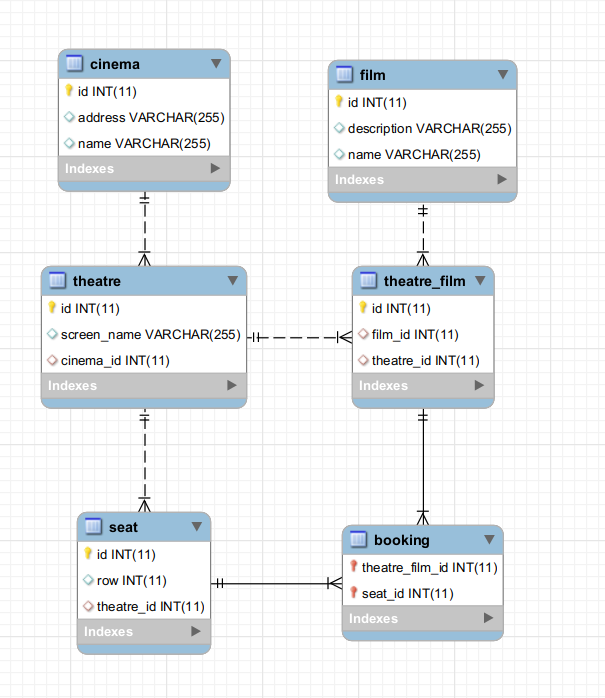 cinema
id INT(11)
address VARCHAR(255)
name VARCHAR(255)
Indexes
film
id INT(11)
description VARCHAR(255)
name VARCHAR(255)
Indexes
theatre
id INT(11)
screen_name VARCHAR(255)
cinema_id INT(11)
Indexes
theatre_film
id INT(11)
film_id INT(11)
theatre_id INT(11)
Indexes
seat
id INT(11)
row INT(11)
theatre_id INT(11)
Indexes
booking
theatre_film_id INT(11)
seat_id INT(11)
Indexes